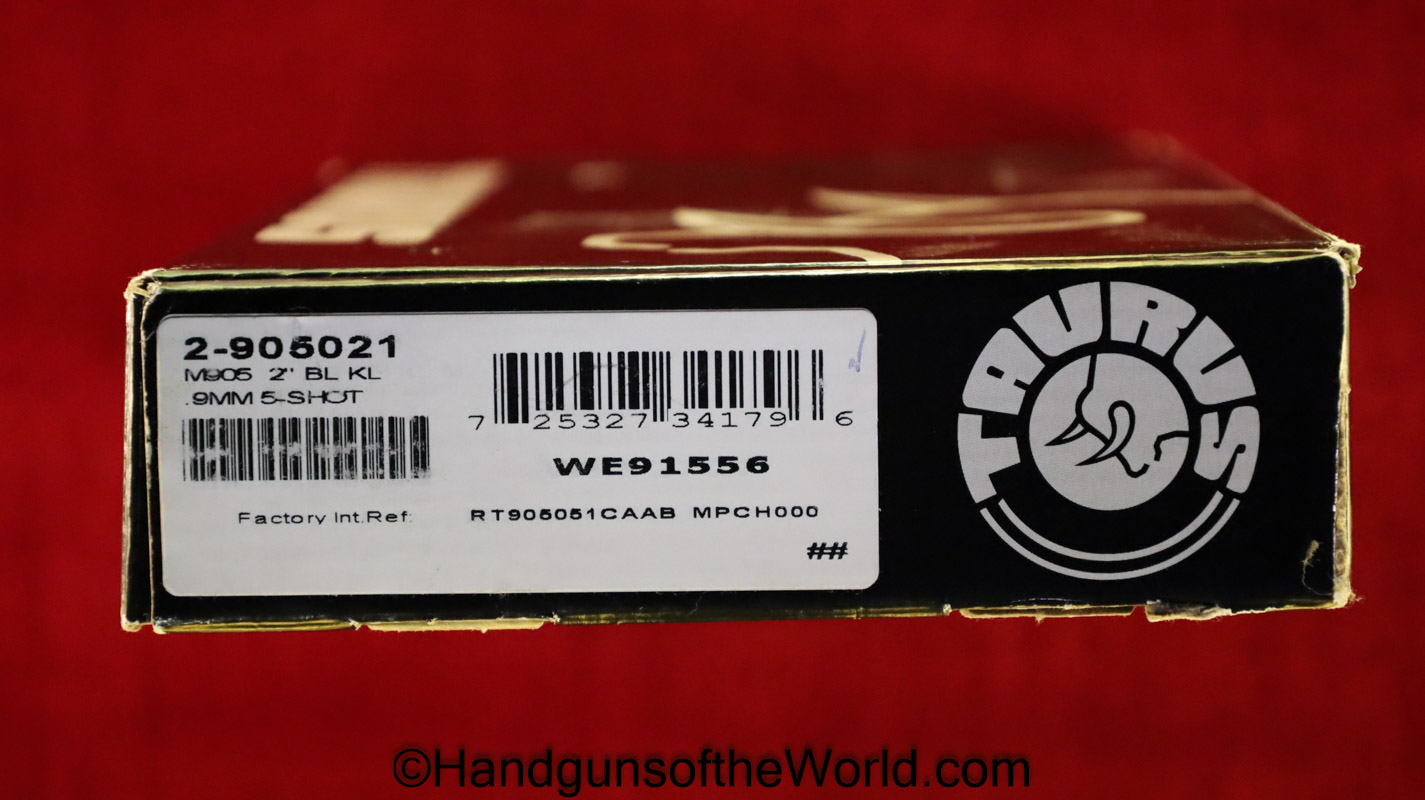 2-905021
M905 2" BL KL
.9MM 5-SHOT
7 25327 34179 6
WE91556
Factory Int.Ref: RT905051CAAB MPCH000
##
TAURUS
©HandgunsoftheWorld.com